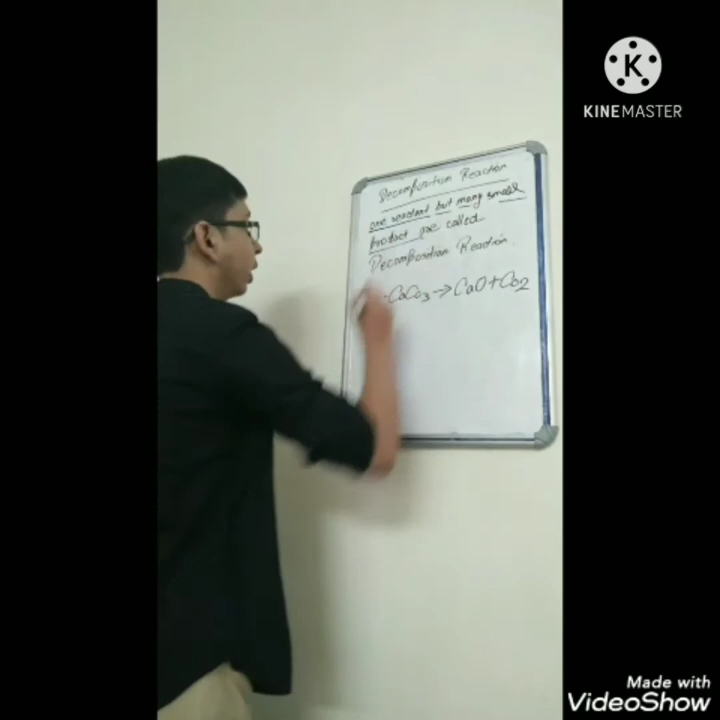 Decomposition Reaction
one reactant but many small
product are called
Decomposition Reaction.
CaCo3 → CaO + Co2
K
KINEMASTER
Made with
VideoShow